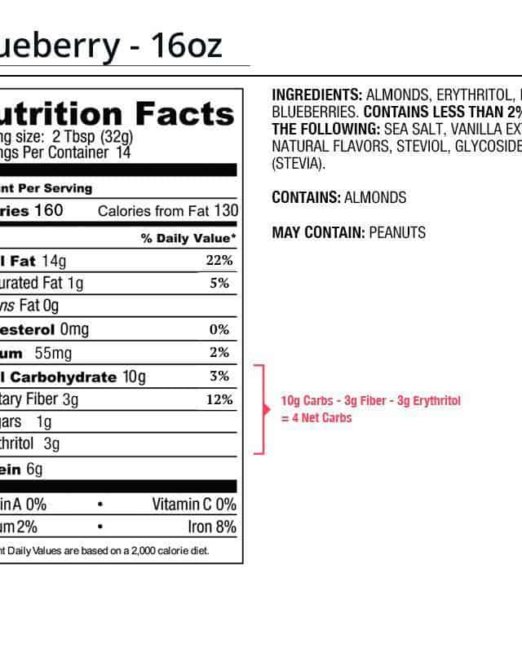 ueberry - 16oz
utrition Facts
ng size: 2 Tbsp (32g)
ngs Per Container 14
nt Per Serving
ries 160 Calories from Fat 130
% Daily Value*
l Fat 14g 22%
urated Fat 1g 5%
ns Fat 0g
esterol 0mg 0%
um 55mg 2%
l Carbohydrate 10g 3%
tary Fiber 3g 12%
ars 1g
thritol 3g
ein 6g
in A 0% • Vitamin C 0%
um 2% • Iron 8%
nt Daily Values are based on a 2,000 calorie diet.
INGREDIENTS: ALMONDS, ERYTHRITOL,
BLUEBERRIES. CONTAINS LESS THAN 2%
THE FOLLOWING: SEA SALT, VANILLA EX
NATURAL FLAVORS, STEVIOL, GLYCOSIDE
(STEVIA).
CONTAINS: ALMONDS
MAY CONTAIN: PEANUTS
10g Carbs - 3g Fiber - 3g Erythritol
= 4 Net Carbs